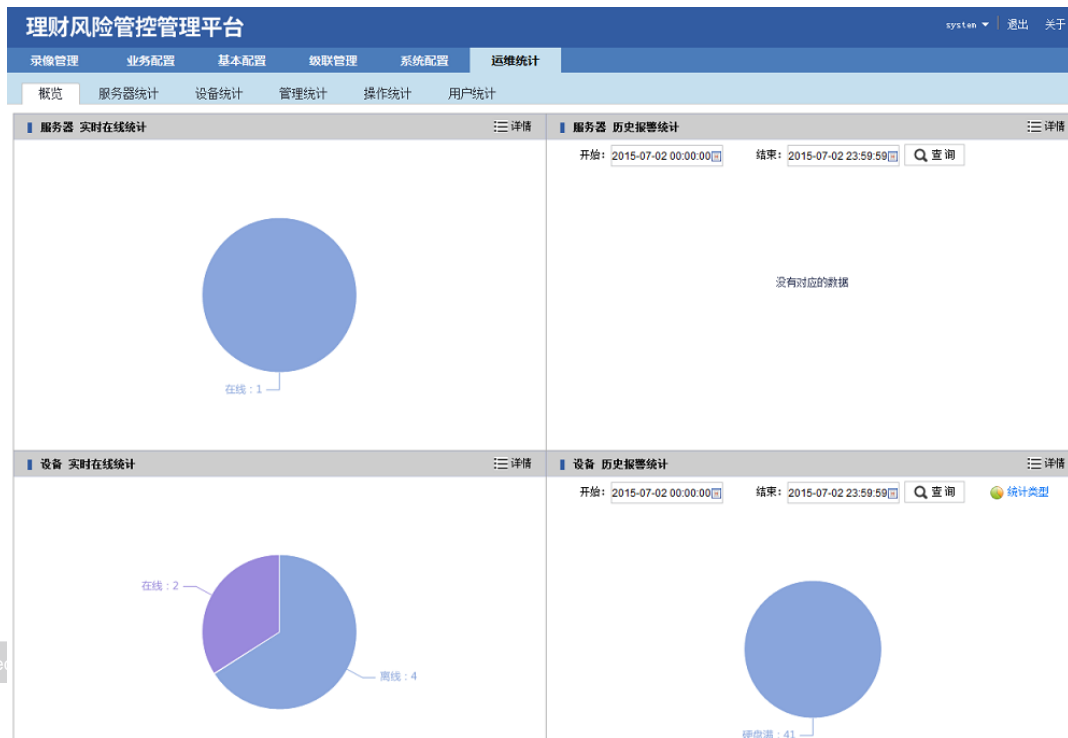 理财风险管控管理平台
system 退出 关于
录像管理 业务配置 基本配置 级联管理 系统配置 运维统计
概览 服务器统计 设备统计 管理统计 操作统计 用户统计
服务器 实时在线统计 详情
服务器 历史报警统计 详情
开始: 2015-07-02 00:00:00 结束: 2015-07-02 23:59:59 查询
没有对应的数据
在线 : 1
设备 实时在线统计 详情
设备 历史报警统计 详情
开始: 2015-07-02 00:00:00 结束: 2015-07-02 23:59:59 查询 统计类型
在线 : 2
离线 : 4
硬盘满 : 41